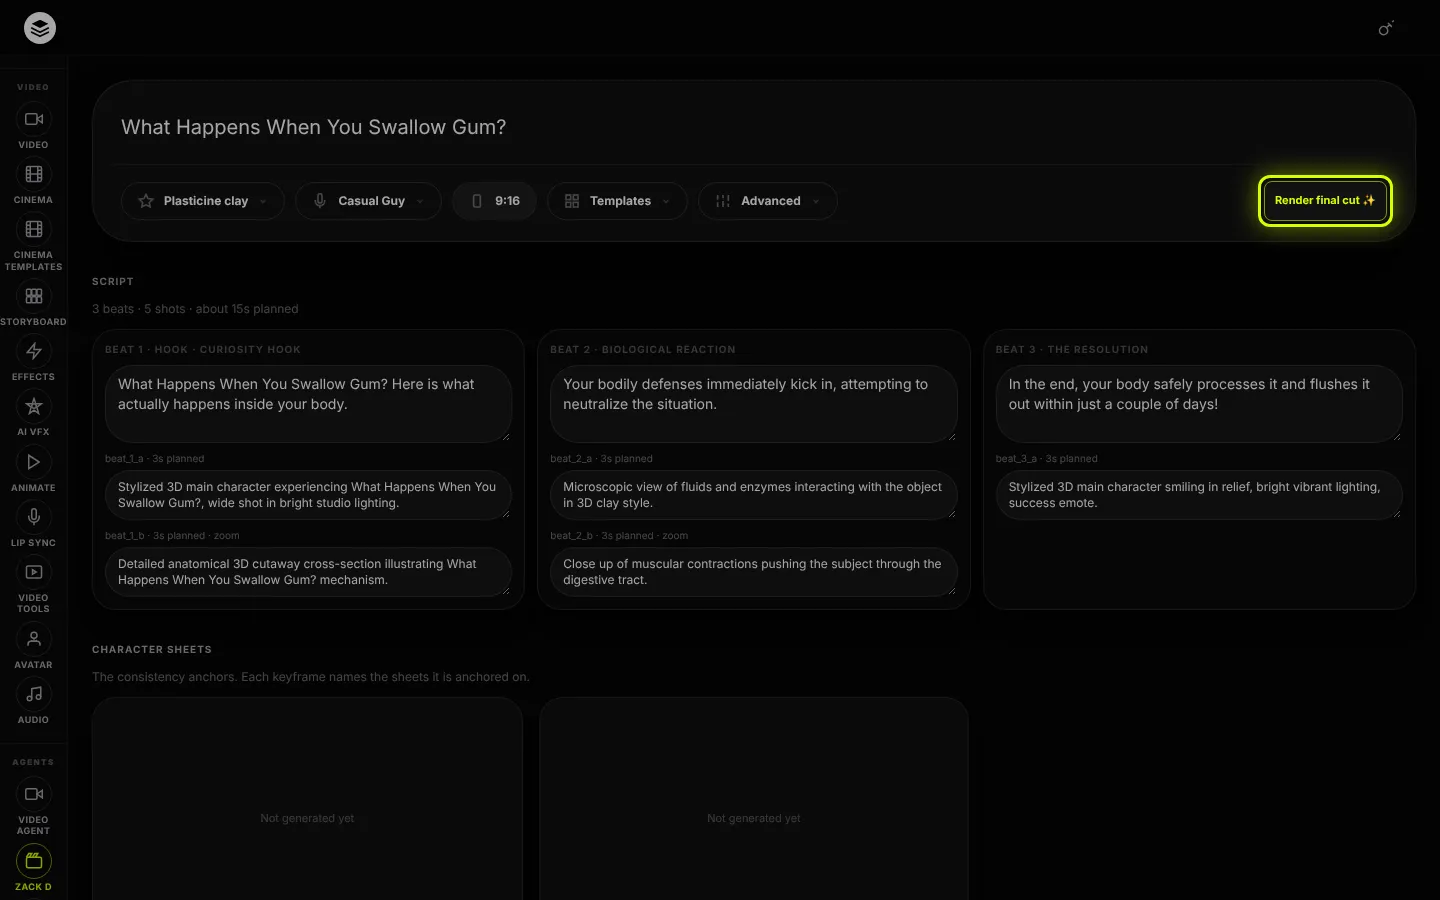 VIDEO
VIDEO
CINEMA
CINEMA
TEMPLATES
STORYBOARD
EFFECTS
AI VFX
ANIMATE
LIP SYNC
VIDEO
TOOLS
AVATAR
AUDIO
AGENTS
VIDEO
AGENT
ZACK D
What Happens When You Swallow Gum?
Plasticine clay
Casual Guy
9:16
Templates
Advanced
Render final cut ✨
SCRIPT
3 beats · 5 shots · about 15s planned
BEAT 1 · HOOK · CURIOSITY HOOK
What Happens When You Swallow Gum? Here is what
actually happens inside your body.
beat_1_a · 3s planned
Stylized 3D main character experiencing What Happens When You
Swallow Gum?, wide shot in bright studio lighting.
beat_1_b · 3s planned · zoom
Detailed anatomical 3D cutaway cross-section illustrating What
Happens When You Swallow Gum? mechanism.
BEAT 2 · BIOLOGICAL REACTION
Your bodily defenses immediately kick in, attempting to
neutralize the situation.
beat_2_a · 3s planned
Microscopic view of fluids and enzymes interacting with the object
in 3D clay style.
beat_2_b · 3s planned · zoom
Close up of muscular contractions pushing the subject through the
digestive tract.
BEAT 3 · THE RESOLUTION
In the end, your body safely processes it and flushes it
out within just a couple of days!
beat_3_a · 3s planned
Stylized 3D main character smiling in relief, bright vibrant lighting,
success emote.
CHARACTER SHEETS
The consistency anchors. Each keyframe names the sheets it is anchored on.
Not generated yet
Not generated yet